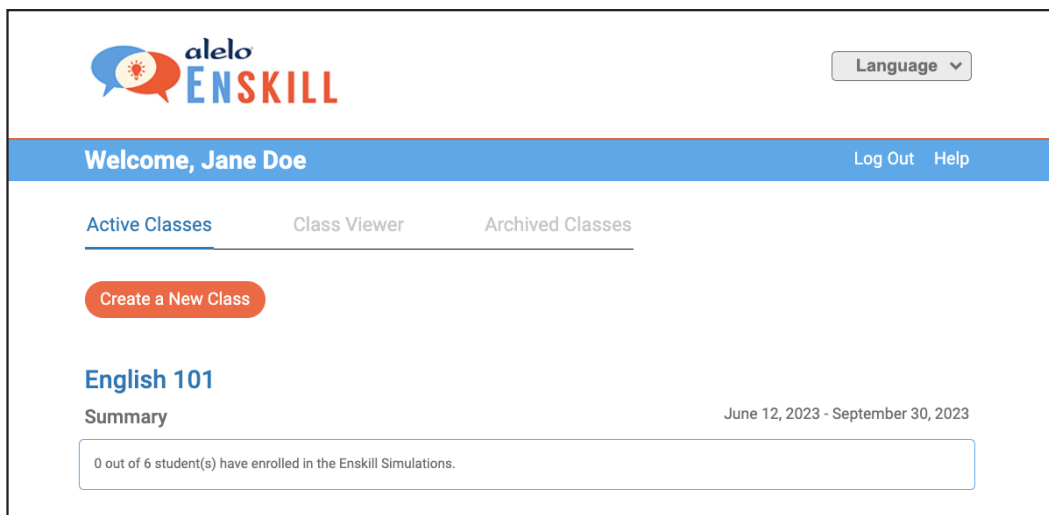 alelo
ENSKILL
Language
Welcome, Jane Doe
Log Out Help
Active Classes Class Viewer Archived Classes
Create a New Class
English 101
Summary June 12, 2023 - September 30, 2023
0 out of 6 student(s) have enrolled in the Enskill Simulations.